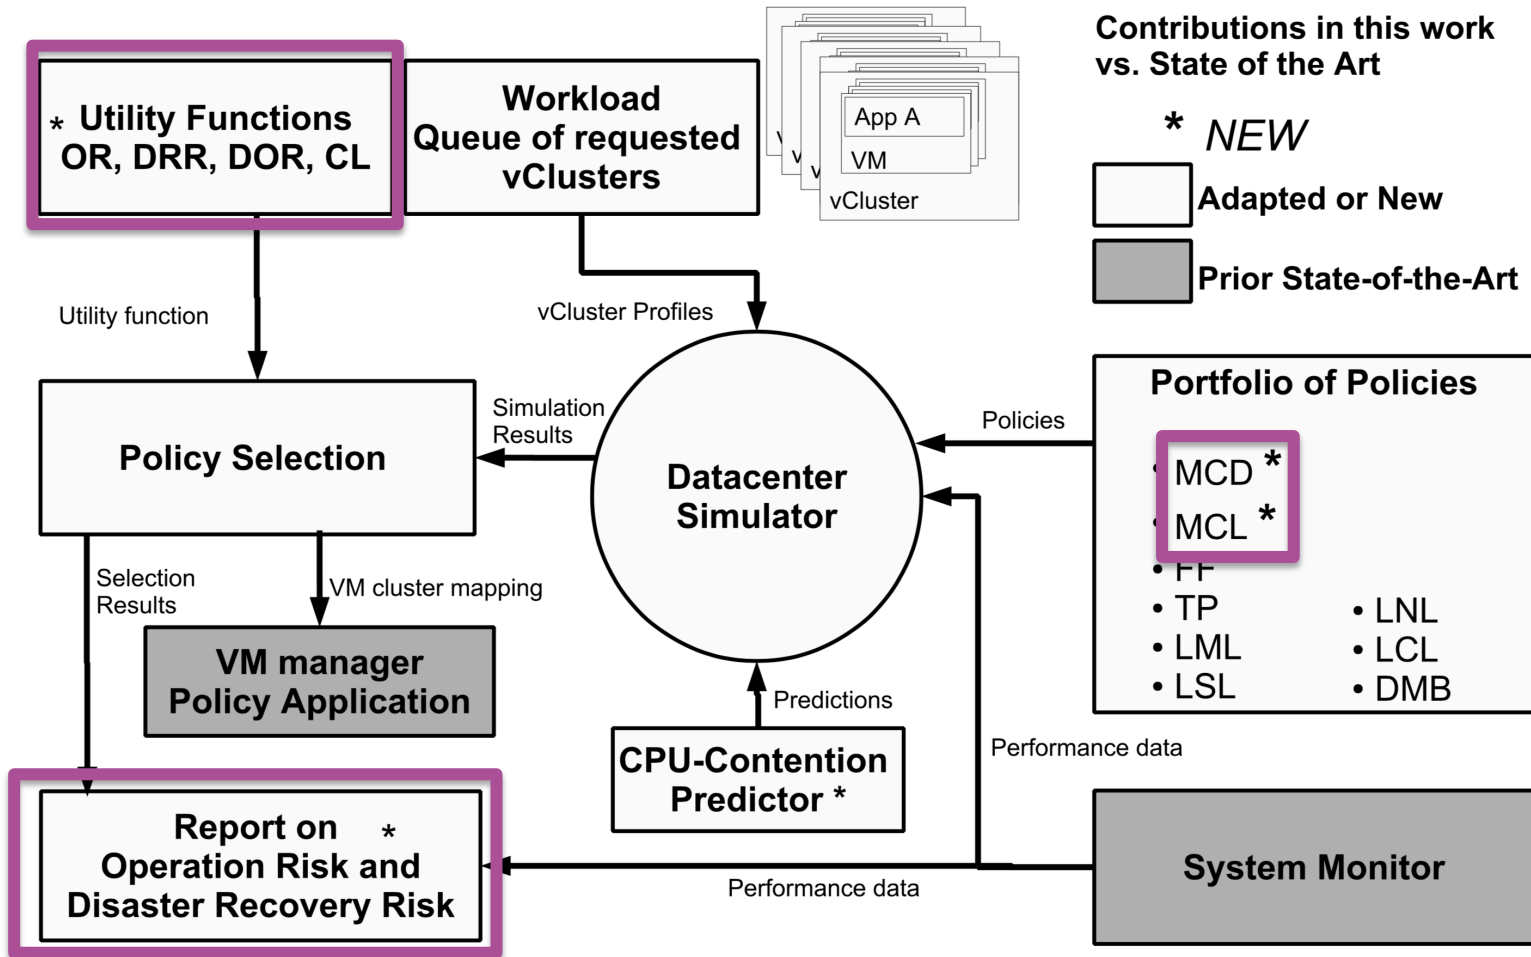 * Utility Functions
OR, DRR, DOR, CL
Workload
Queue of requested
vClusters
App A
VM
vCluster
v
v
Contributions in this work
vs. State of the Art
* NEW
Adapted or New
Prior State-of-the-Art
Utility function
vCluster Profiles
Policy Selection
Simulation
Results
Datacenter
Simulator
Policies
Portfolio of Policies
• MCD *
• MCL *
• FF
• TP
• LML
• LSL
• LNL
• LCL
• DMB
Selection
Results
VM cluster mapping
VM manager
Policy Application
Predictions
CPU-Contention
Predictor *
Performance data
Report on *
Operation Risk and
Disaster Recovery Risk
Performance data
System Monitor